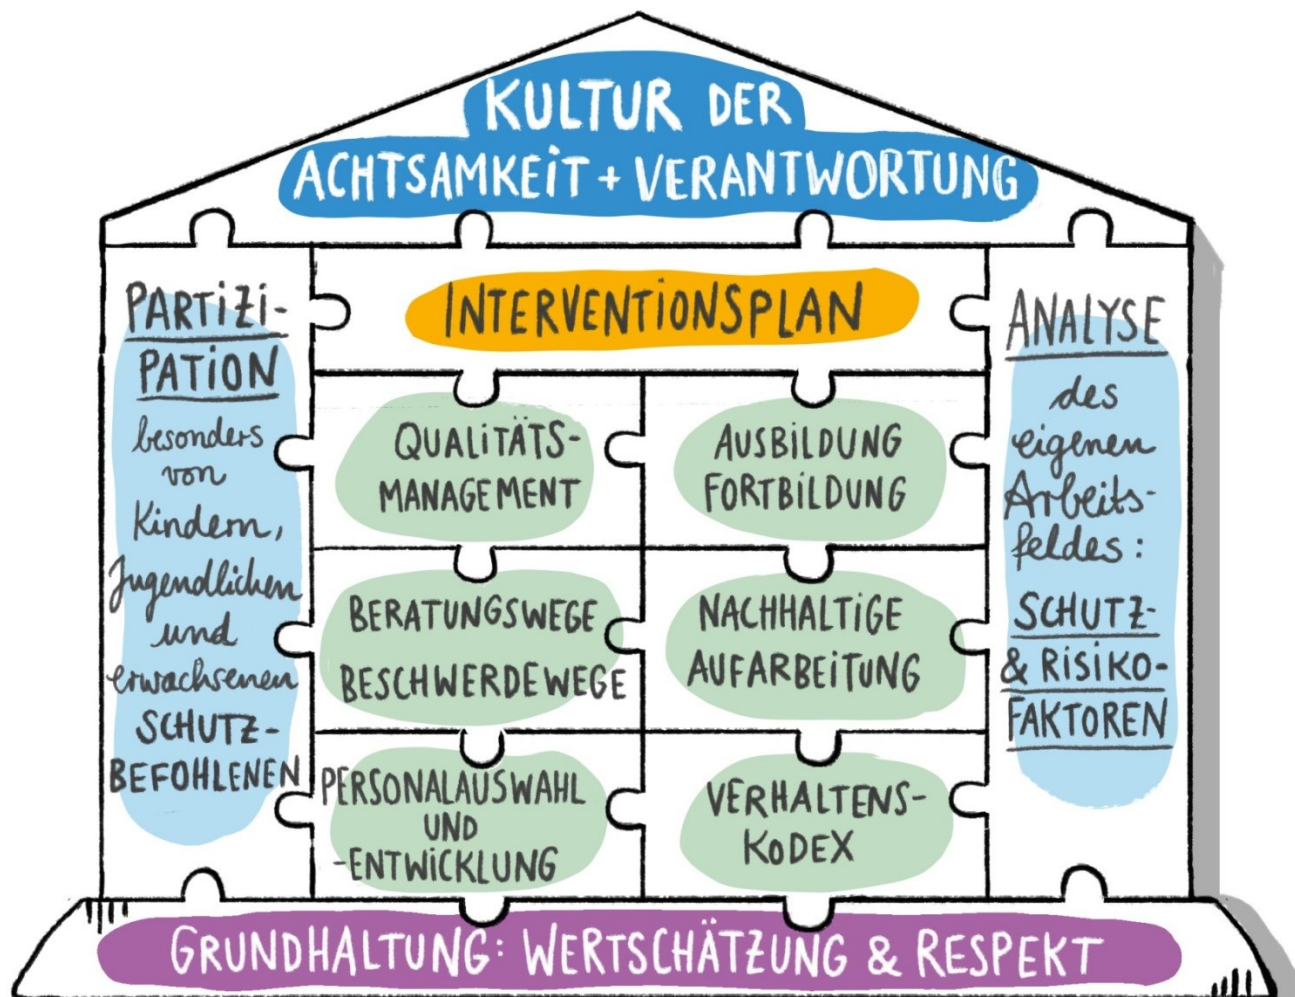 KULTUR DER
ACHTSAMKEIT + VERANTWORTUNG
PARTIZI-
PATION
besonders
von
Kindern,
Jugendlichen
und
erwachsenen
SCHUTZ-
BEFOHLENEN
INTERVENTIONSPLAN
QUALITÄTS-
MANAGEMENT
AUSBILDUNG
FORTBILDUNG
BERATUNGSWEGE
BESCHWERDEWEGE
NACHHALTIGE
AUFARBEITUNG
PERSONALAUSWAHL
UND
-ENTWICKLUNG
VERHALTENS-
KODEX
ANALYSE
des
eigenen
Arbeits-
feldes:
SCHUTZ-
& RISIKO-
FAKTOREN
GRUNDHALTUNG: WERTSCHÄTZUNG & RESPEKT